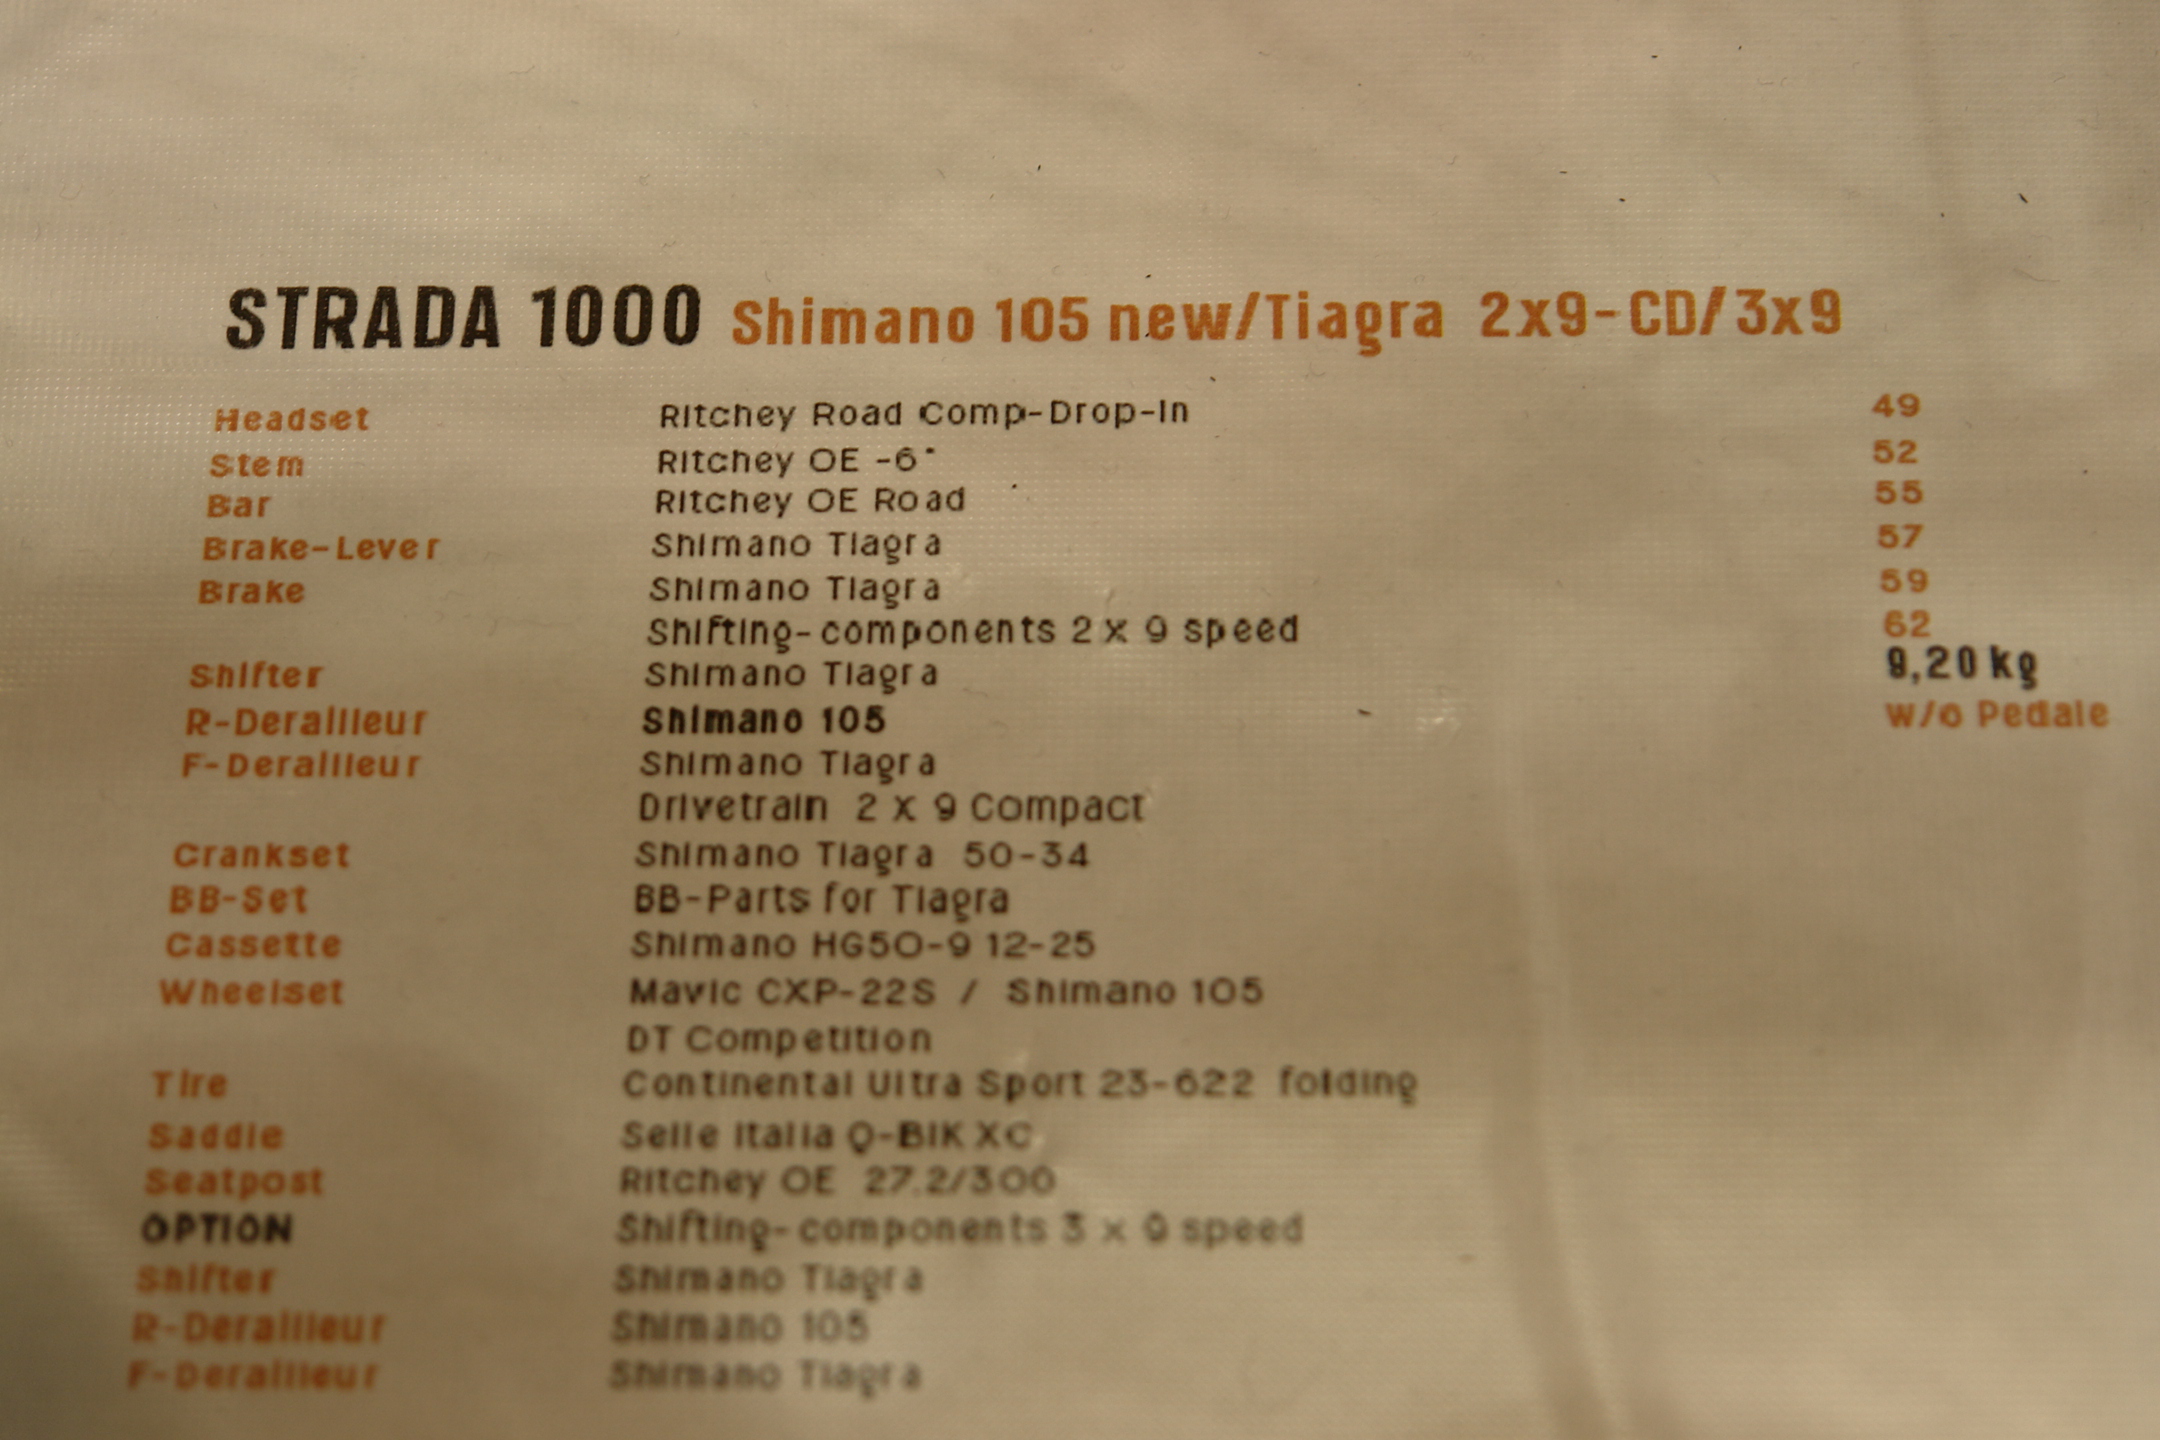 STRADA 1000 Shimano 105 new/Tiagra 2x9-CD/3x9
Headset Ritchey Road Comp-Drop-In 49
Stem Ritchey OE -6° 52
Bar Ritchey OE Road 55
Brake-Lever Shimano Tiagra 57
Brake Shimano Tiagra 59
Shifting-components 2 x 9 speed 62
Shifter Shimano Tiagra 9,20 kg
R-Derailleur Shimano 105 w/o Pedale
F-Derailleur Shimano Tiagra
Drivetrain 2 x 9 Compact
Crankset Shimano Tiagra 50-34
BB-Set BB-Parts for Tiagra
Cassette Shimano HG50-9 12-25
Wheelset Mavic CXP-22S / Shimano 105
DT Competition
Tire Continental Ultra Sport 23-622 folding
Saddle Selle Italia Q-BIK XC
Seatpost Ritchey OE 27.2/300
OPTION Shifting-components 3 x 9 speed
Shifter Shimano Tiagra
R-Derailleur Shimano 105
F-Derailleur Shimano Tiagra